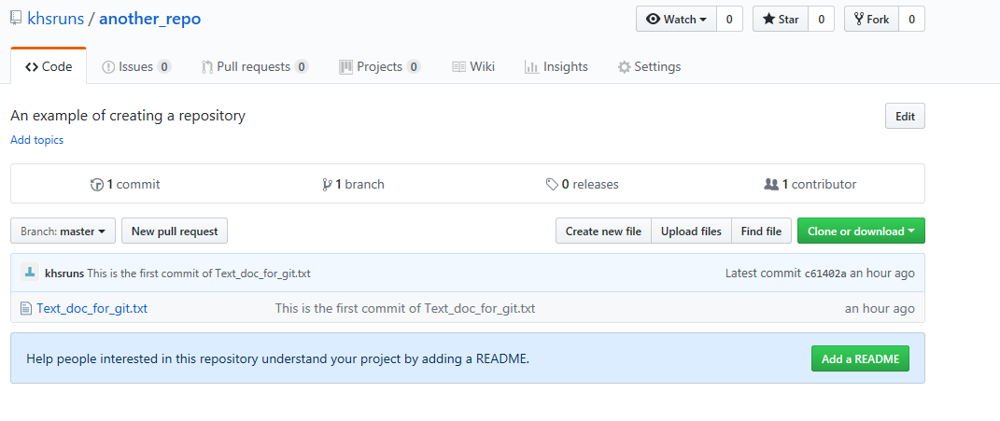 khsruns / another_repo
Watch 0 Star 0 Fork 0
Code Issues 0 Pull requests 0 Projects 0 Wiki Insights Settings
An example of creating a repository Edit
Add topics
1 commit 1 branch 0 releases 1 contributor
Branch: master New pull request Create new file Upload files Find file Clone or download
khsruns This is the first commit of Text_doc_for_git.txt Latest commit c61402a an hour ago
Text_doc_for_git.txt This is the first commit of Text_doc_for_git.txt an hour ago
Help people interested in this repository understand your project by adding a README. Add a README